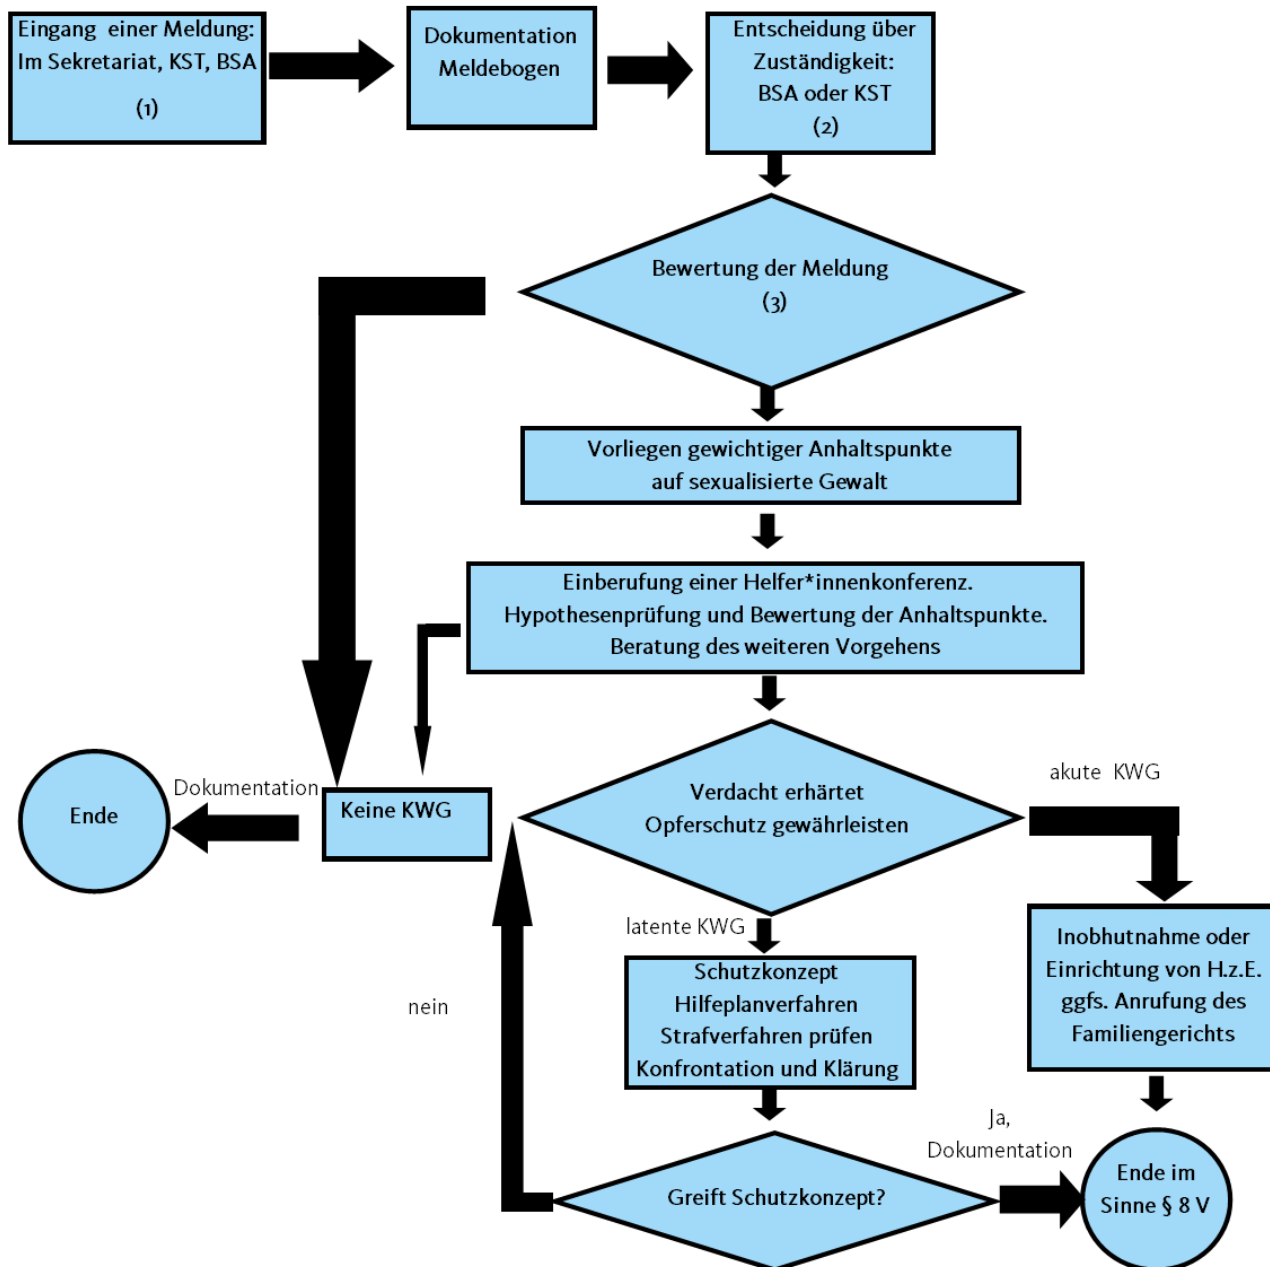 Eingang einer Meldung:
Im Sekretariat, KST, BSA
(1)
Dokumentation
Meldebogen
Entscheidung über
Zuständigkeit:
BSA oder KST
(2)
Bewertung der Meldung
(3)
Vorliegen gewichtiger Anhaltspunkte
auf sexualisierte Gewalt
Einberufung einer Helfer*innenkonferenz.
Hypothesenprüfung und Bewertung der Anhaltspunkte.
Beratung des weiteren Vorgehens
Ende
Dokumentation
Keine KWG
Verdacht erhärtet
Opferschutz gewährleisten
akute KWG
latente KWG
Inobhutnahme oder
Einrichtung von H.z.E.
ggfs. Anrufung des
Familiengerichts
Schutzkonzept
Hilfeplanverfahren
Strafverfahren prüfen
Konfrontation und Klärung
nein
Greift Schutzkonzept?
Ja,
Dokumentation
Ende im
Sinne § 8 V